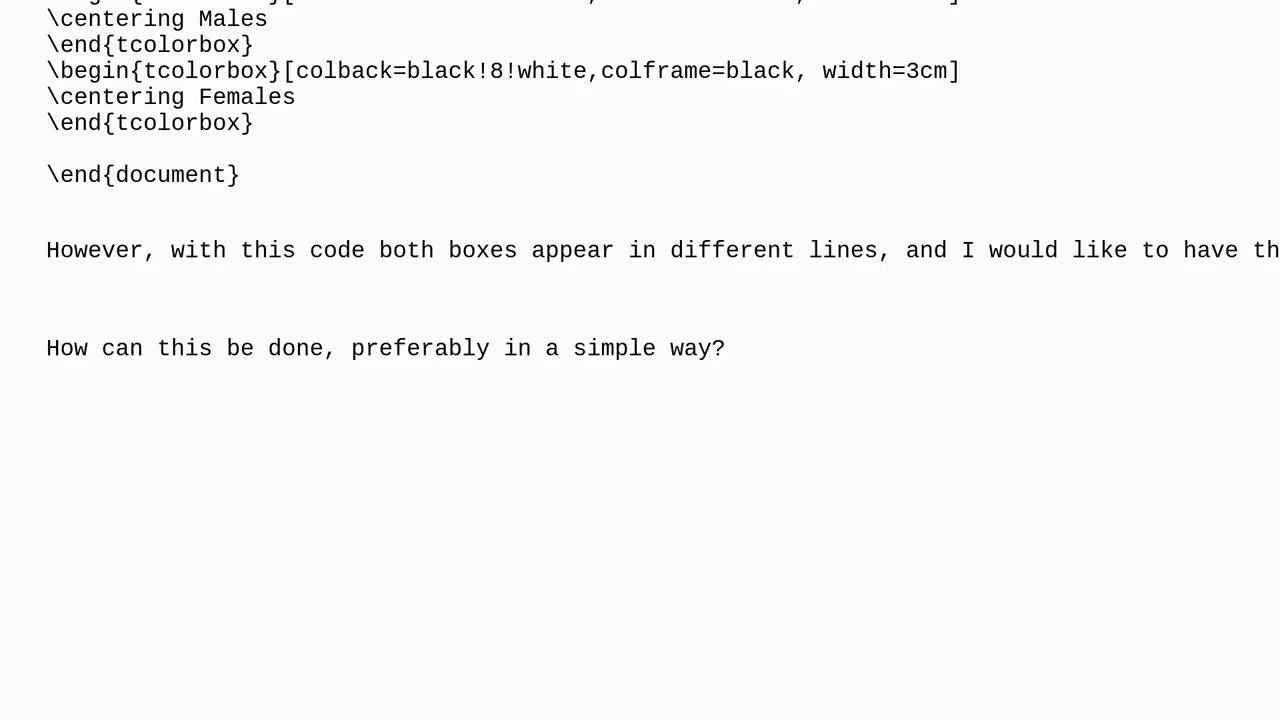 \centering Males
\end{tcolorbox}
\begin{tcolorbox}[colback=black!8!white,colframe=black, width=3cm]
\centering Females
\end{tcolorbox}
\end{document}
However, with this code both boxes appear in different lines, and I would like to have
How can this be done, preferably in a simple way?